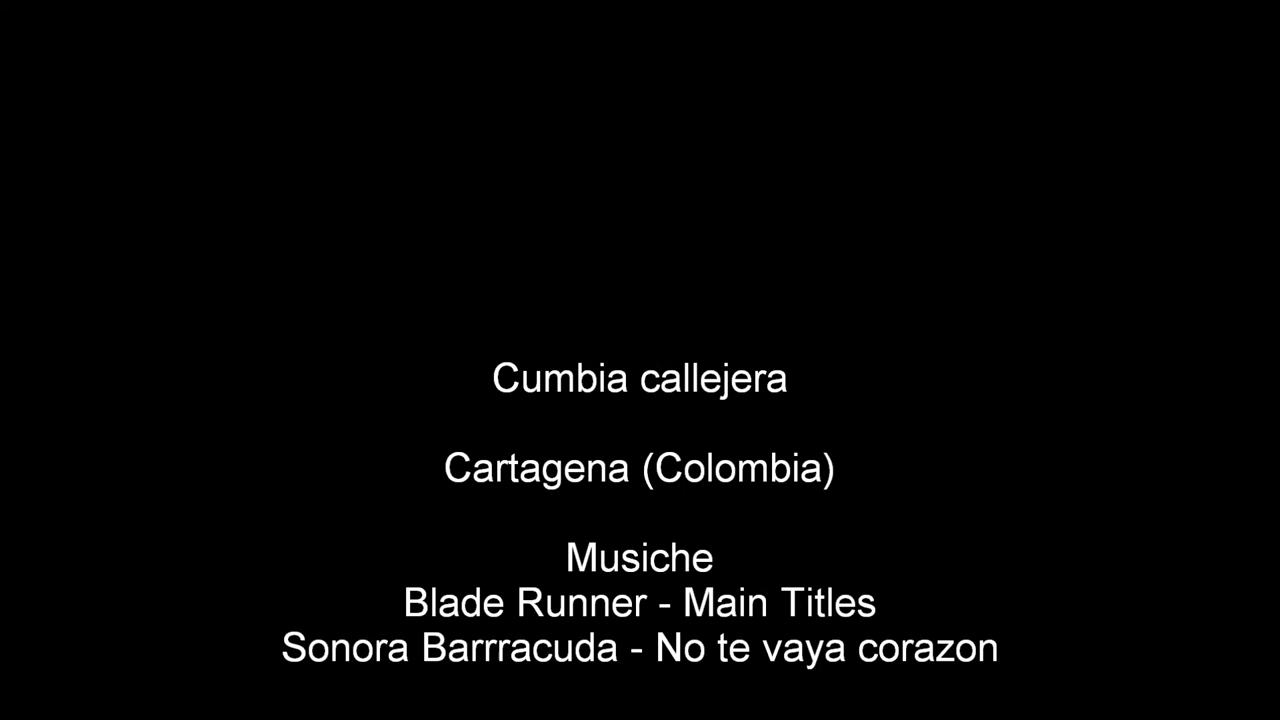 Cumbia callejera
Cartagena (Colombia)
Musiche
Blade Runner - Main Titles
Sonora Barrracuda - No te vaya corazon